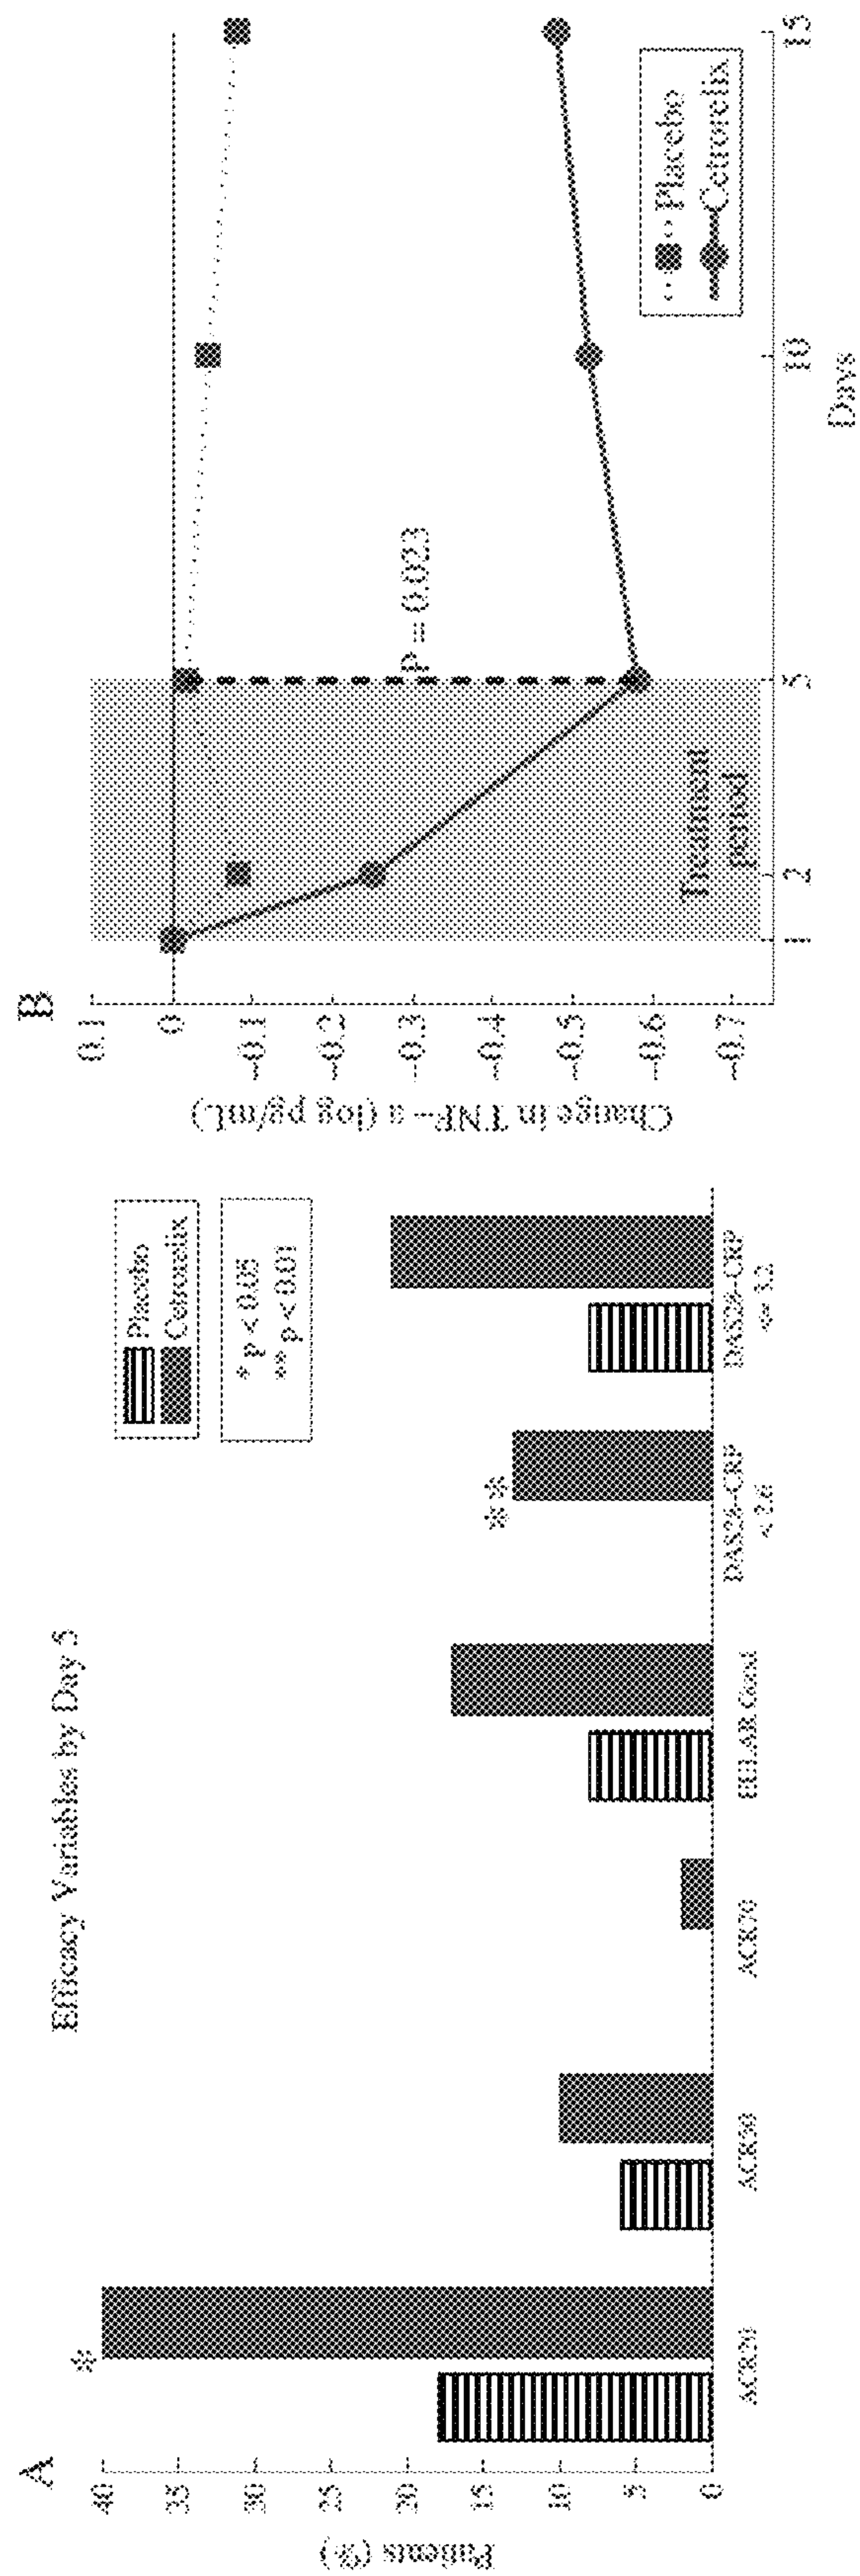 A
Efficacy Variables by Day 5
Patients (%)
40
35
30
25
20
15
10
5
0
Placebo
Cetrorelix
* p < 0.05
** p < 0.01
*
**
ACR20
ACR50
ACR70
EULAR Good
DAS28-CRP
< 2.6
DAS28-CRP
<= 3.2
B
Change in TNF-a (log pg/mL)
0.1
0
-0.1
-0.2
-0.3
-0.4
-0.5
-0.6
-0.7
P = 0.023
Treatment
period
Placebo
Cetrorelix
1
2
5
10
15
Days